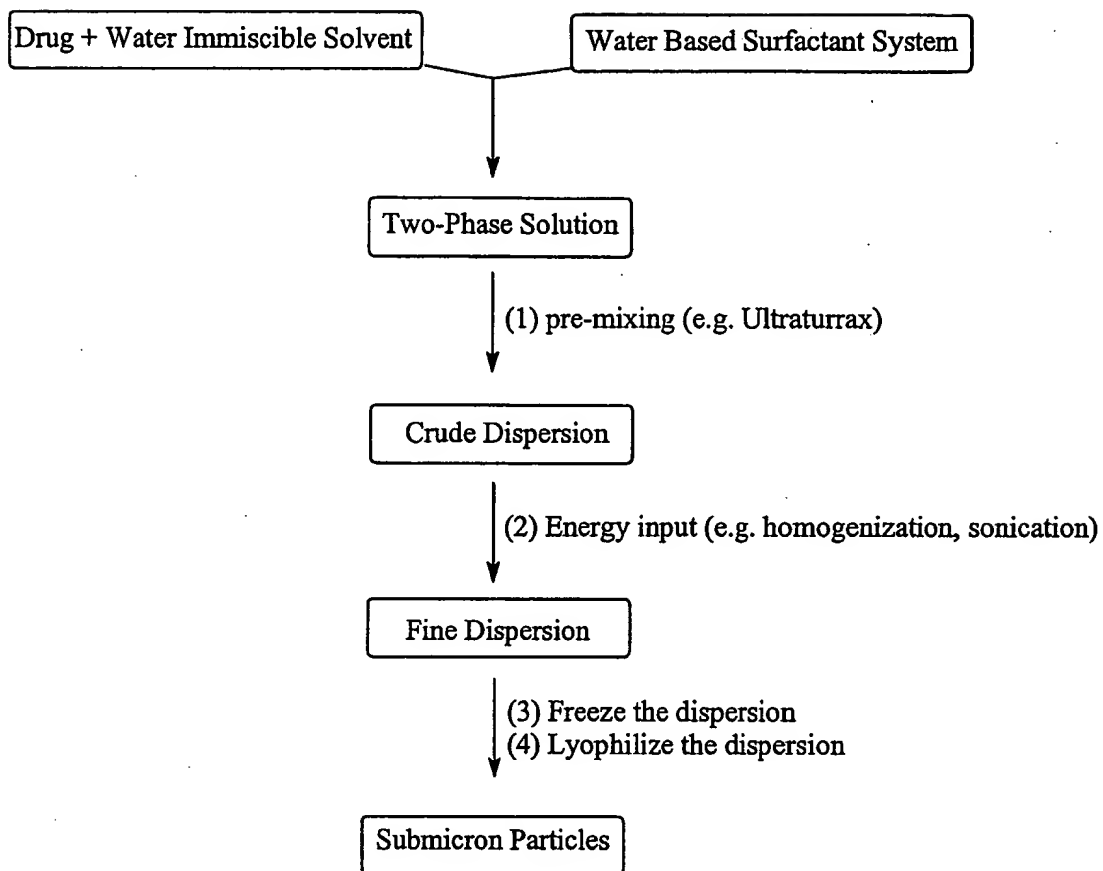 Drug + Water Immiscible Solvent
Water Based Surfactant System
Two-Phase Solution
(1) pre-mixing (e.g. Ultraturrax)
Crude Dispersion
(2) Energy input (e.g. homogenization, sonication)
Fine Dispersion
(3) Freeze the dispersion
(4) Lyophilize the dispersion
Submicron Particles